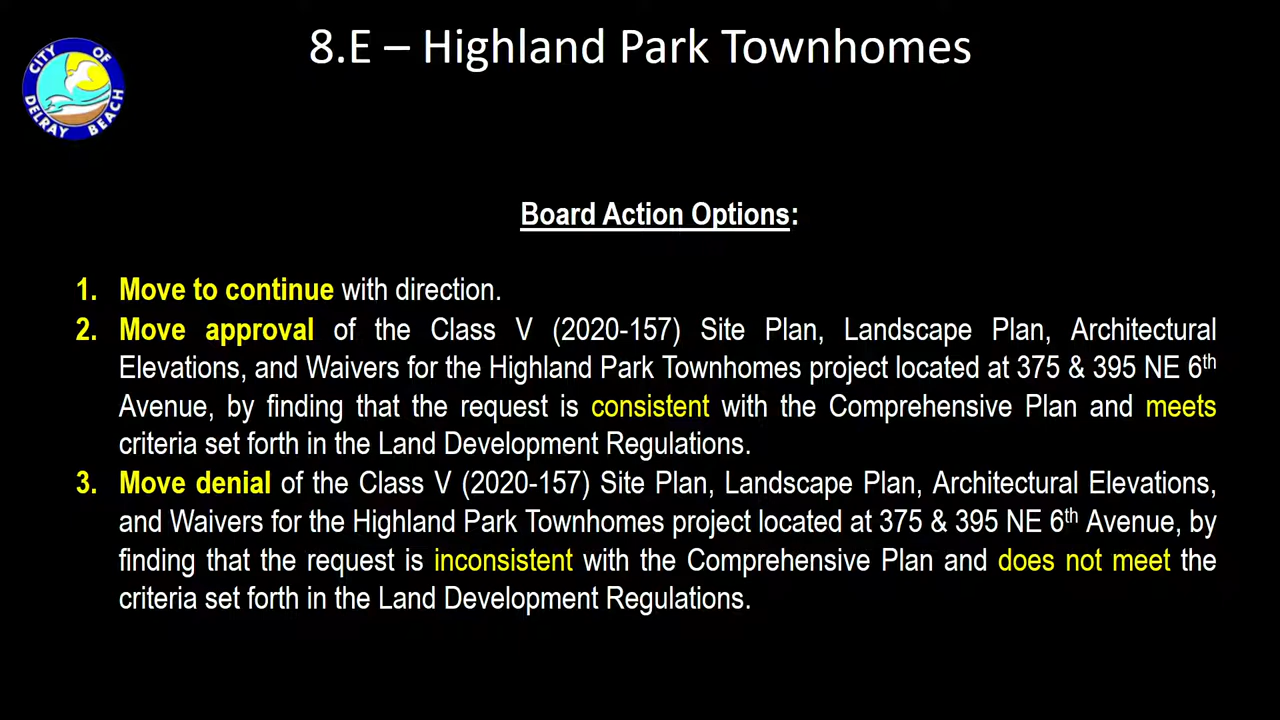 8.E – Highland Park Townhomes
CITY OF
DELRAY BEACH
Board Action Options:
1. Move to continue with direction.
2. Move approval of the Class V (2020-157) Site Plan, Landscape Plan, Architectural
Elevations, and Waivers for the Highland Park Townhomes project located at 375 & 395 NE 6th
Avenue, by finding that the request is consistent with the Comprehensive Plan and meets
criteria set forth in the Land Development Regulations.
3. Move denial of the Class V (2020-157) Site Plan, Landscape Plan, Architectural Elevations,
and Waivers for the Highland Park Townhomes project located at 375 & 395 NE 6th Avenue, by
finding that the request is inconsistent with the Comprehensive Plan and does not meet the
criteria set forth in the Land Development Regulations.